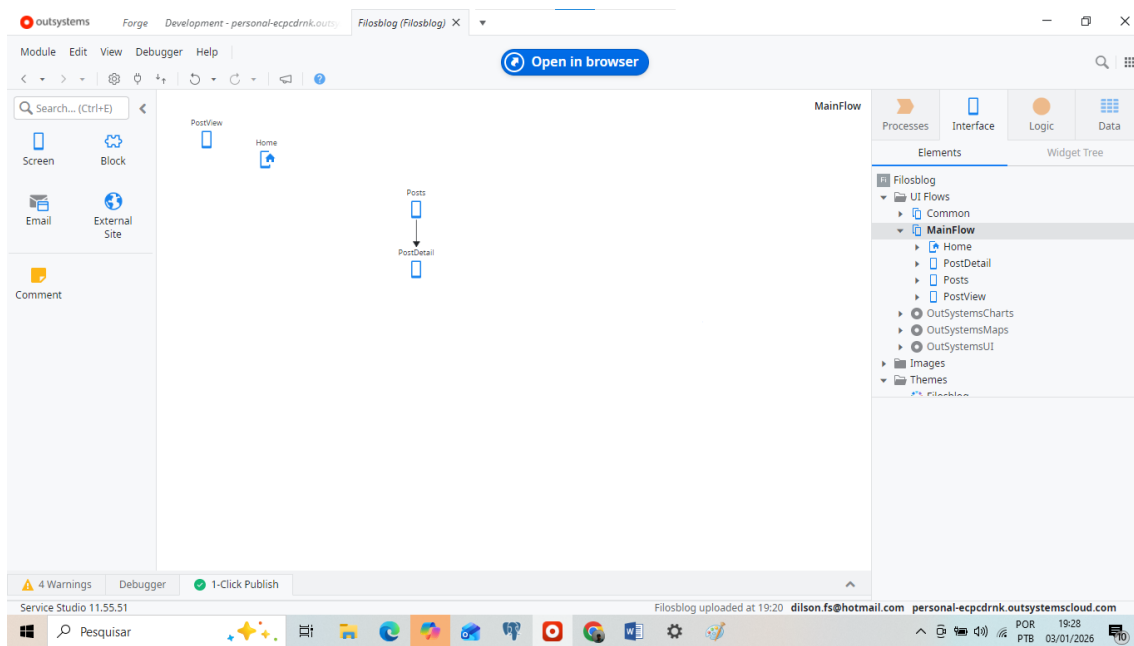 outsystems Forge Development - personal-ecpcdrnk.outsy Filosblog (Filosblog)
Module Edit View Debugger Help
Open in browser
Search... (Ctrl+E)
Screen
Block
Email
External
Site
Comment
MainFlow
PostView
Home
Posts
PostDetail
Processes Interface Logic Data
Elements Widget Tree
Fi Filosblog
UI Flows
Common
MainFlow
Home
PostDetail
Posts
PostView
OutSystemsCharts
OutSystemsMaps
OutSystemsUI
Images
Themes
Filosblog
4 Warnings Debugger 1-Click Publish
Service Studio 11.55.51 Filosblog uploaded at 19:20 dilson.fs@hotmail.com personal-ecpcdrnk.outsystemscloud.com
Pesquisar
POR 19:28
PTB 03/01/2026
10